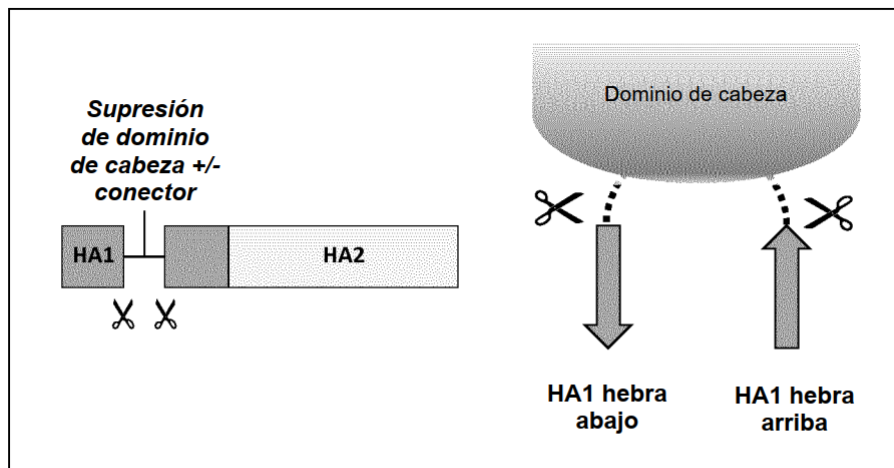 Supresión
de dominio
de cabeza +/-
conector
HA1
HA2
Dominio de cabeza
HA1 hebra
abajo
HA1 hebra
arriba